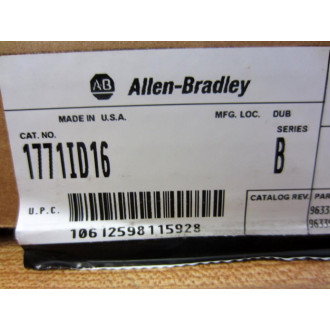 AB Allen-Bradley
MADE IN U.S.A. MFG. LOC. DUB
CAT. NO. SERIES
1771ID16 B
CATALOG REV.
U.P.C.
10612598115928